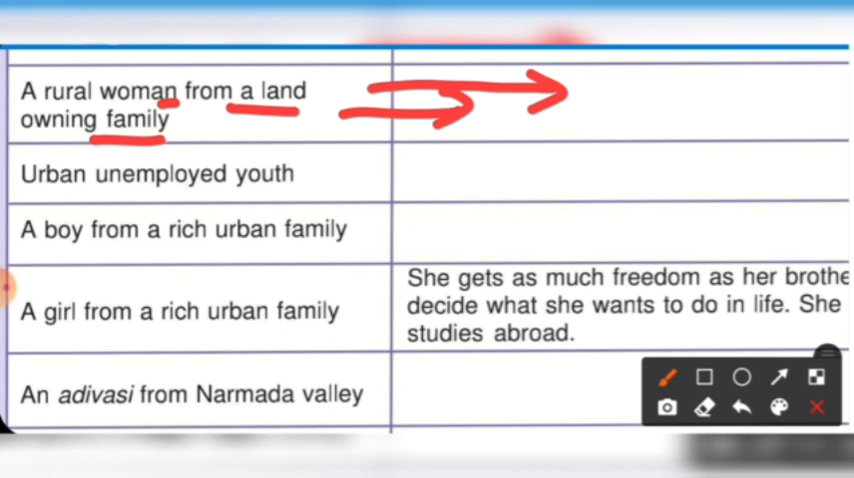 A rural woman from a land
owning family
Urban unemployed youth
A boy from a rich urban family
She gets as much freedom as her brothe
decide what she wants to do in life. She
studies abroad.
A girl from a rich urban family
An adivasi from Narmada valley